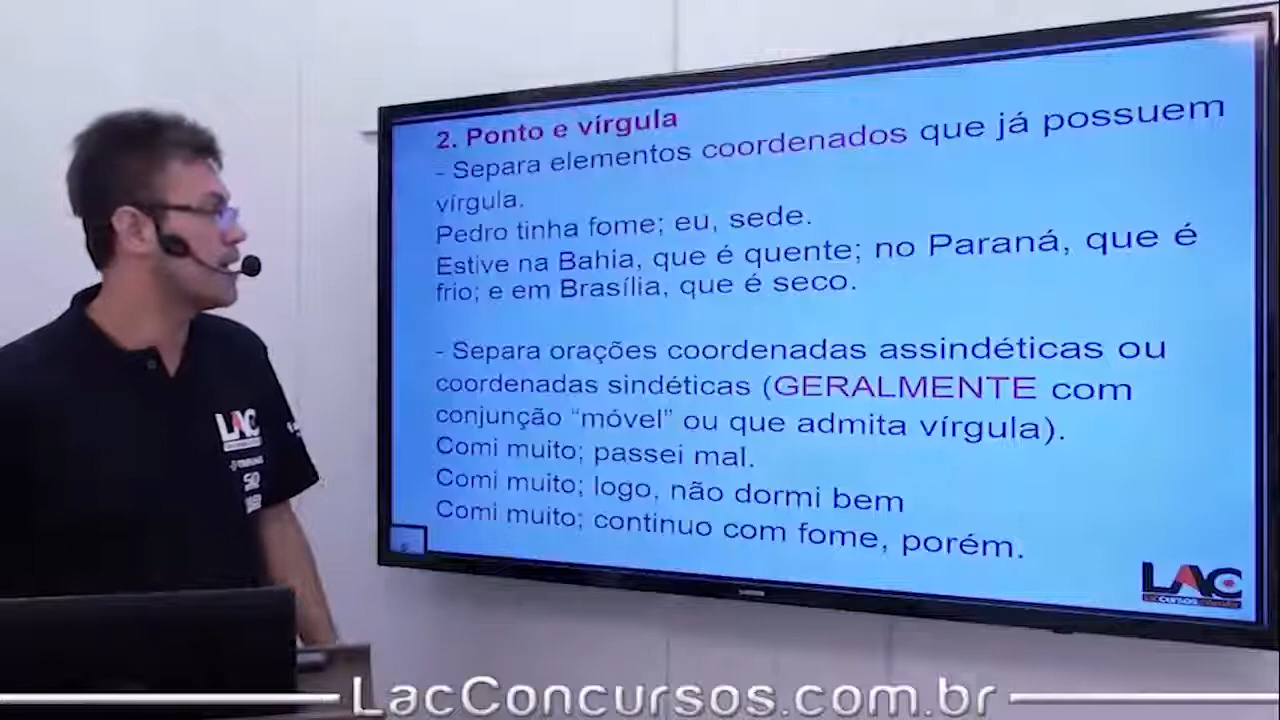 2. Ponto e vírgula
- Separa elementos coordenados que já possuem
vírgula.
Pedro tinha fome; eu, sede.
Estive na Bahia, que é quente; no Paraná, que é
frio; e em Brasília, que é seco.
- Separa orações coordenadas assindéticas ou
coordenadas sindéticas (GERALMENTE com
conjunção “móvel” ou que admita vírgula).
Comi muito; passei mal.
Comi muito; logo, não dormi bem
Comi muito; continuo com fome, porém.
LAC
LAC
LacConcursos.com.br